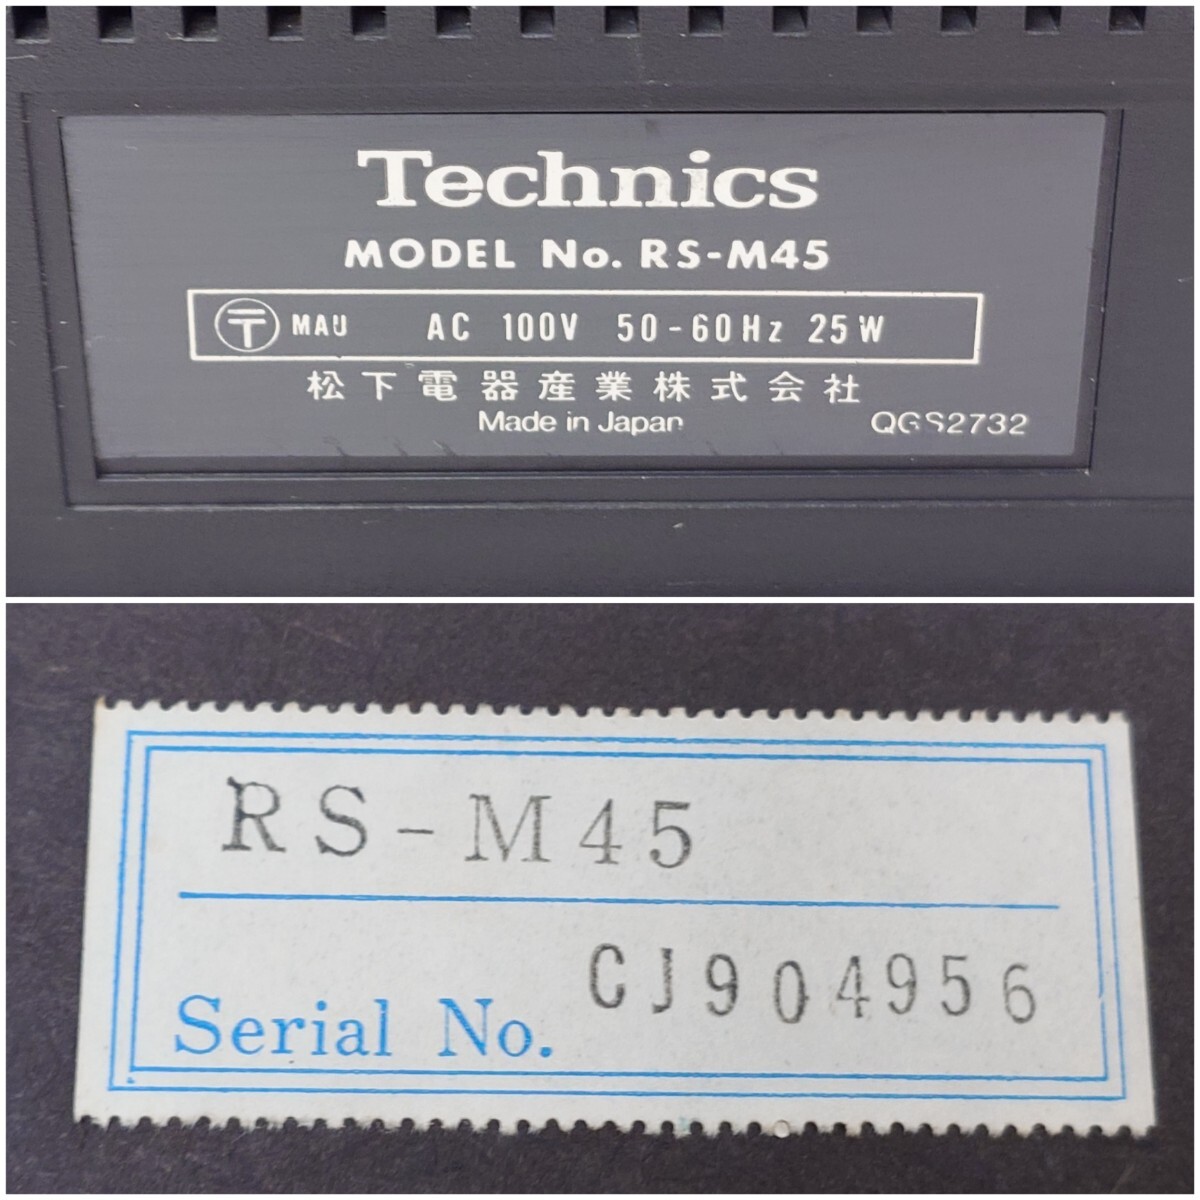 Technics
MODEL No. RS-M45
〒 MAU AC 100V 50-60Hz 25W
松下電器産業株式会社
Made in Japan QGS2732
RS-M45
Serial No. CJ904956